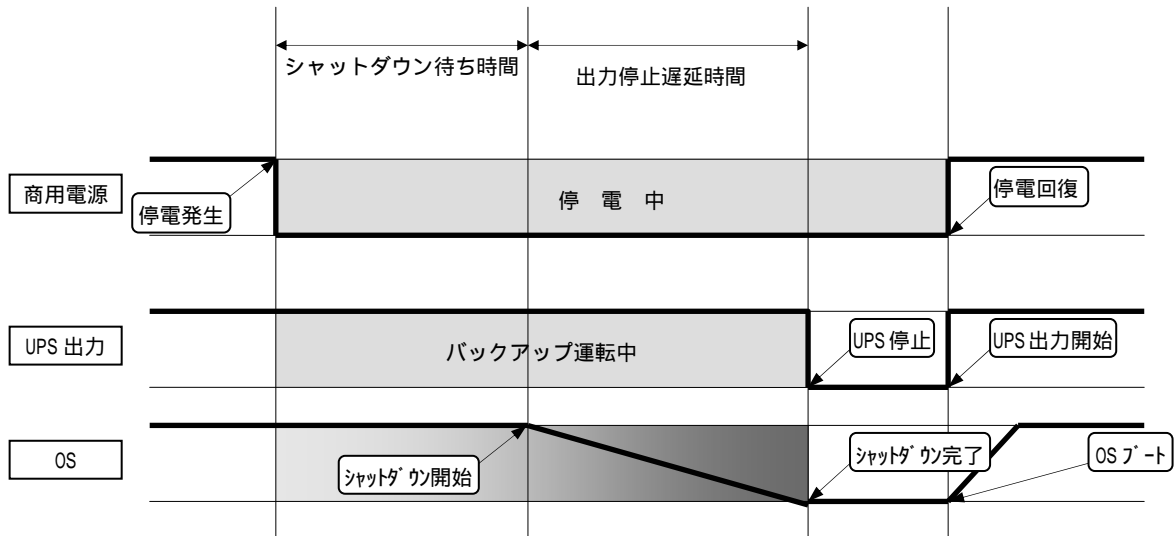 シャットダウン待ち時間
出力停止遅延時間
商用電源
停電発生
停 電 中
停電回復
UPS 出力
バックアップ運転中
UPS 停止
UPS 出力開始
OS
シャットダウン開始
シャットダウン完了
OS ブート